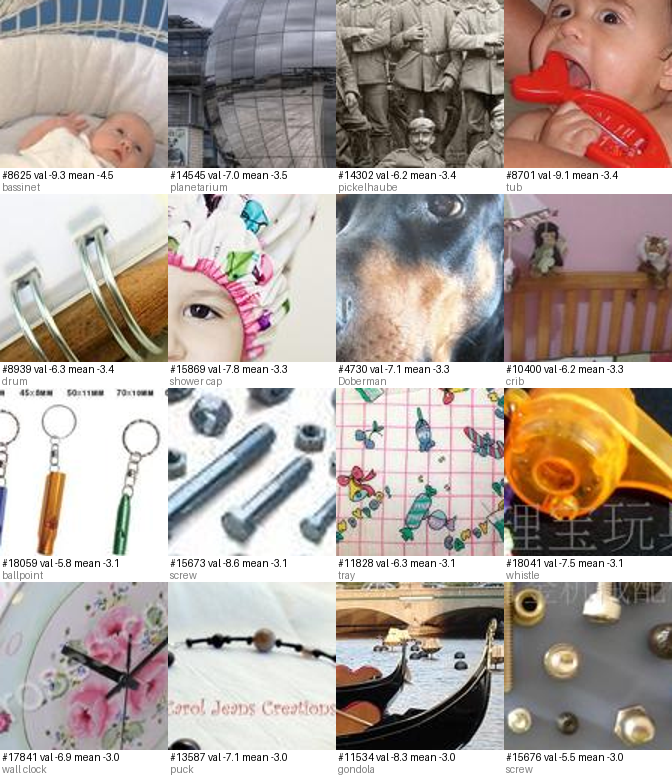 #8625 val -9.3 mean -4.5
bassinet
#14545 val -7.0 mean -3.5
planetarium
#14302 val -6.2 mean -3.4
pickelhaube
#8701 val -9.1 mean -3.4
tub
#8939 val -6.3 mean -3.4
drum
#15869 val -7.8 mean -3.3
shower cap
#4730 val -7.1 mean -3.3
Doberman
#10400 val -6.2 mean -3.3
crib
45×8MM 50×11MM 70×10MM
#18059 val -5.8 mean -3.1
ballpoint
#15673 val -8.6 mean -3.1
screw
#11828 val -6.3 mean -3.1
tray
理宝玩
#18041 val -7.5 mean -3.1
whistle
#17841 val -6.9 mean -3.0
wall clock
Carol Jeans Creations
#13587 val -7.1 mean -3.0
puck
#11534 val -8.3 mean -3.0
gondola
#15676 val -5.5 mean -3.0
screw